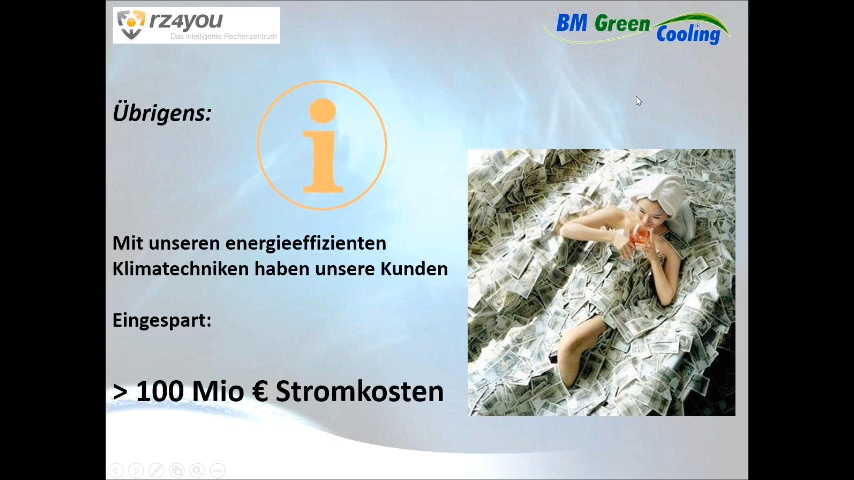 rz4you
Das intelligente Rechenzentrum
BM Green
Cooling
Übrigens:
i
Mit unseren energieeffizienten
Klimatechniken haben unsere Kunden
Eingespart:
> 100 Mio € Stromkosten